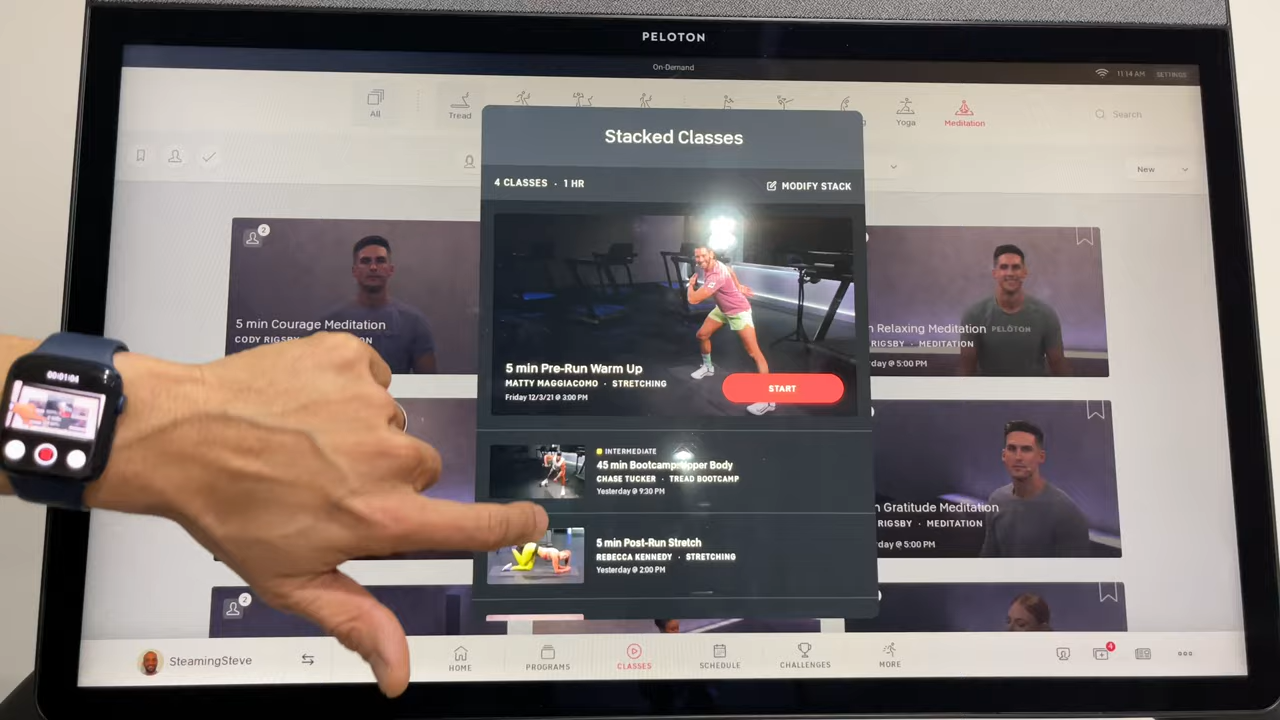 PELOTON
On-Demand
11:14 AM SETTINGS
All
Tread
Yoga
Meditation
Search
New
Stacked Classes
4 CLASSES · 1 HR
MODIFY STACK
5 min Pre-Run Warm Up
MATTY MAGGIACOMO · STRETCHING
Friday 12/3/21 @ 3:00 PM
START
INTERMEDIATE
45 min Bootcamp: Upper Body
CHASE TUCKER · TREAD BOOTCAMP
Yesterday @ 9:30 PM
5 min Post-Run Stretch
REBECCA KENNEDY · STRETCHING
Yesterday @ 2:00 PM
2
5 min Courage Meditation
CODY RIGSBY
n Relaxing Meditation
PELOTON
RIGSBY · MEDITATION
day @ 5:00 PM
n Gratitude Meditation
RIGSBY · MEDITATION
day @ 5:00 PM
2
00:01:04
SteamingSteve
HOME
PROGRAMS
CLASSES
SCHEDULE
CHALLENGES
MORE
4